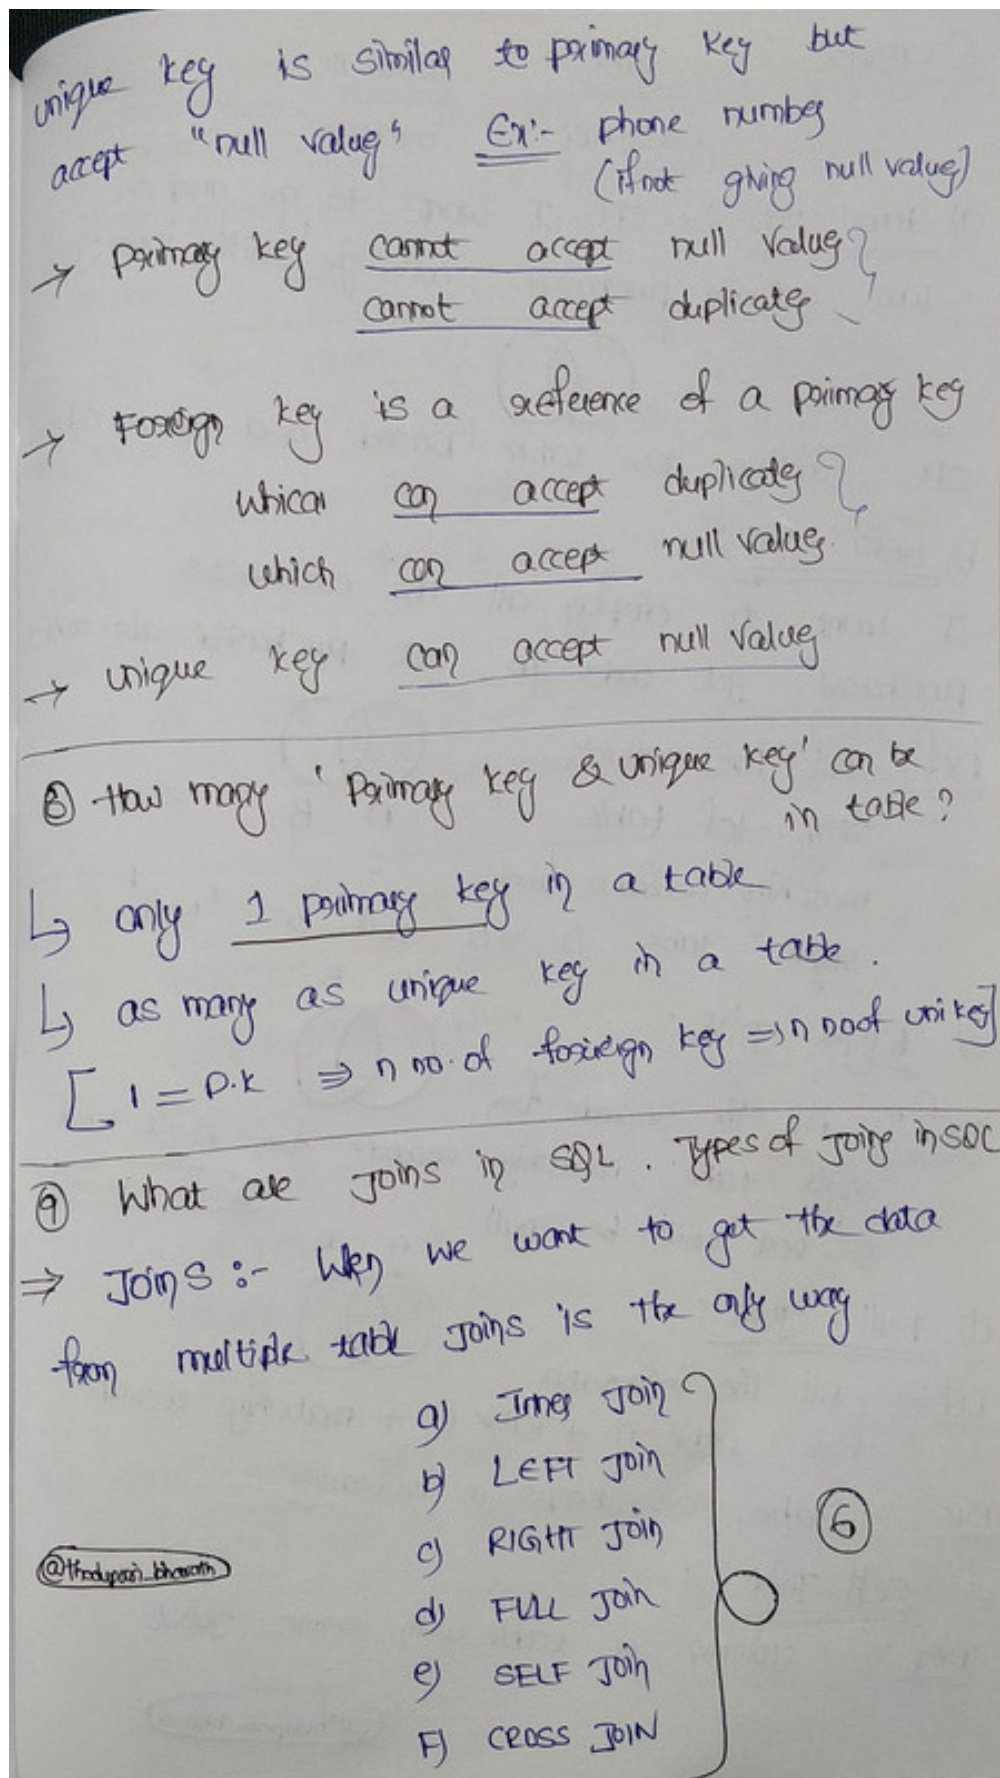 unique key is similar to primary key but
accept "null values" Ex:- phone number
(if not giving null values)
→ primary key cannot accept null values
cannot accept duplicates
→ Foreign key is a reference of a primary key
which can accept duplicates
which can accept null values.
→ unique key can accept null values
⑧ How many 'Primary key & unique key' can be
in table?
↳ only 1 primary key in a table
↳ as many as unique key in a table.
[ 1 = P.K ⇒ n no. of foreign key ⇒ n no of uni key]
⑨ What are Joins in SQL. Types of Joins in SQL
⇒ Joins :- When we want to get the data
from multiple table Joins is the only way
a) Inner Join
b) LEFT Join
c) RIGHT Join
6
@thodupuri_bharath
d) FULL Join
e) SELF Join
F) CROSS JOIN